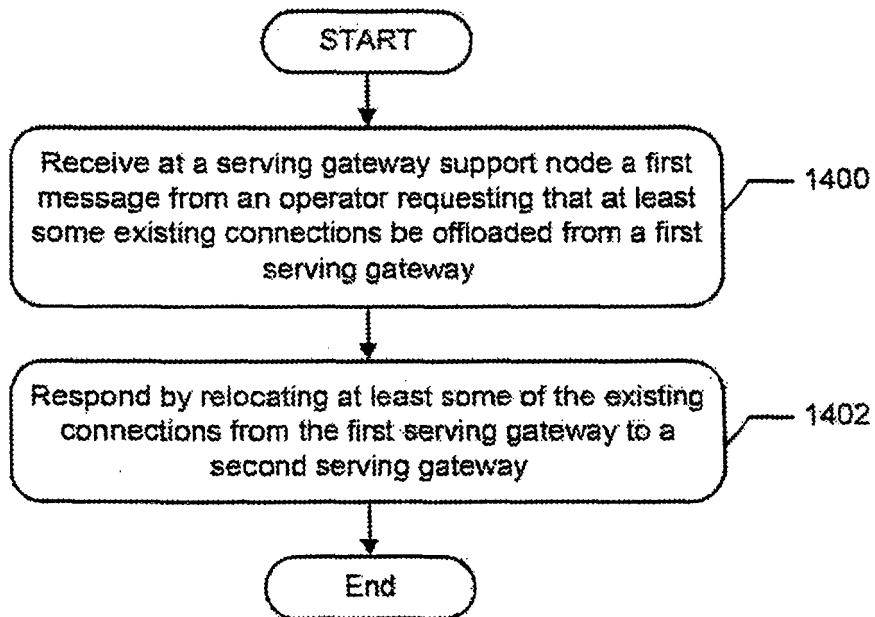 START
Receive at a serving gateway support node a first
message from an operator requesting that at least
some existing connections be offloaded from a first
serving gateway
1400
Respond by relocating at least some of the existing
connections from the first serving gateway to a
second serving gateway
1402
End